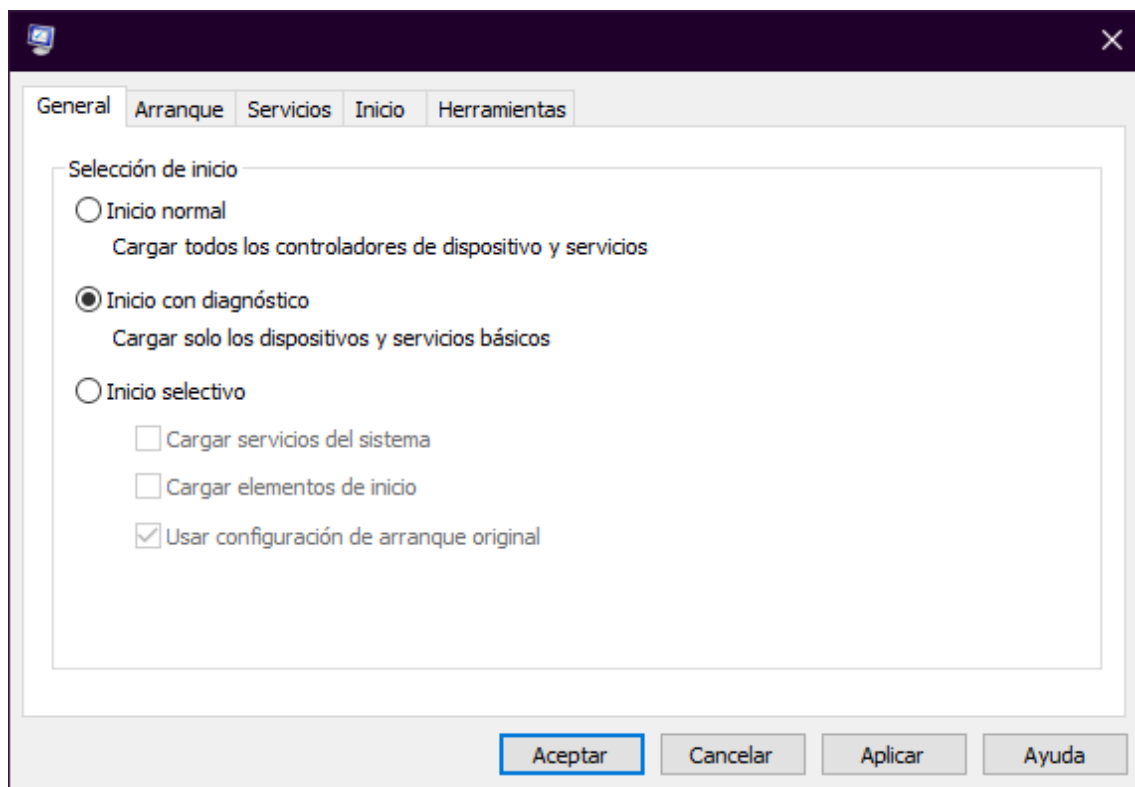 General Arranque Servicios Inicio Herramientas
Selección de inicio
Inicio normal
Cargar todos los controladores de dispositivo y servicios
Inicio con diagnóstico
Cargar solo los dispositivos y servicios básicos
Inicio selectivo
Cargar servicios del sistema
Cargar elementos de inicio
Usar configuración de arranque original
Aceptar Cancelar Aplicar Ayuda